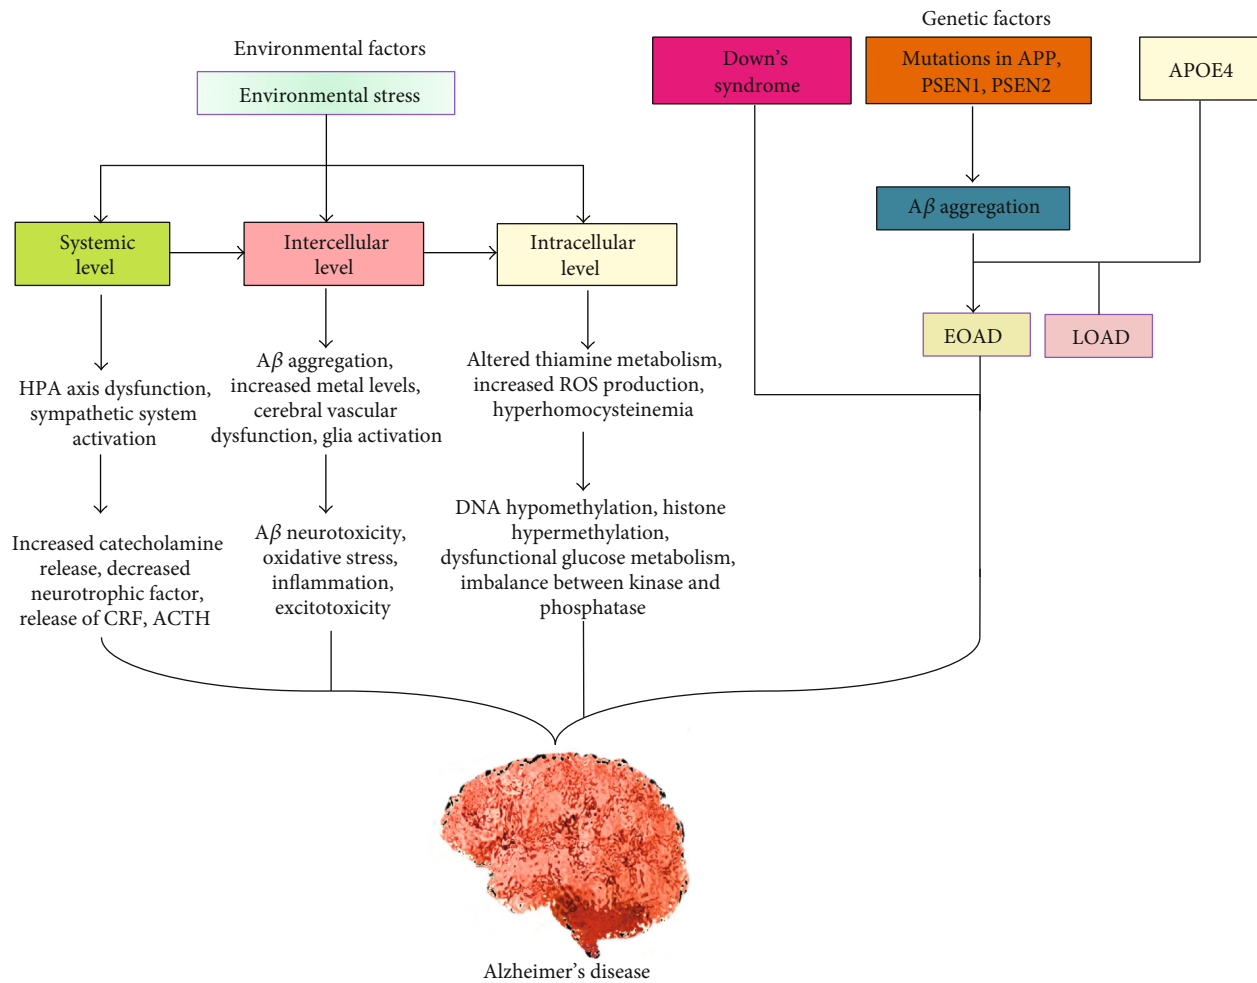 Environmental factors
Environmental stress
Systemic
level
Intercellular
level
Intracellular
level
HPA axis dysfunction,
sympathetic system
activation
Aβ aggregation,
increased metal levels,
cerebral vascular
dysfunction, glia activation
Altered thiamine metabolism,
increased ROS production,
hyperhomocysteinemia
Increased catecholamine
release, decreased
neurotrophic factor,
release of CRF, ACTH
Aβ neurotoxicity,
oxidative stress,
inflammation,
excitotoxicity
DNA hypomethylation, histone
hypermethylation,
dysfunctional glucose metabolism,
imbalance between kinase and
phosphatase
Genetic factors
Down's
syndrome
Mutations in APP,
PSEN1, PSEN2
APOE4
Aβ aggregation
EOAD
LOAD
Alzheimer's disease